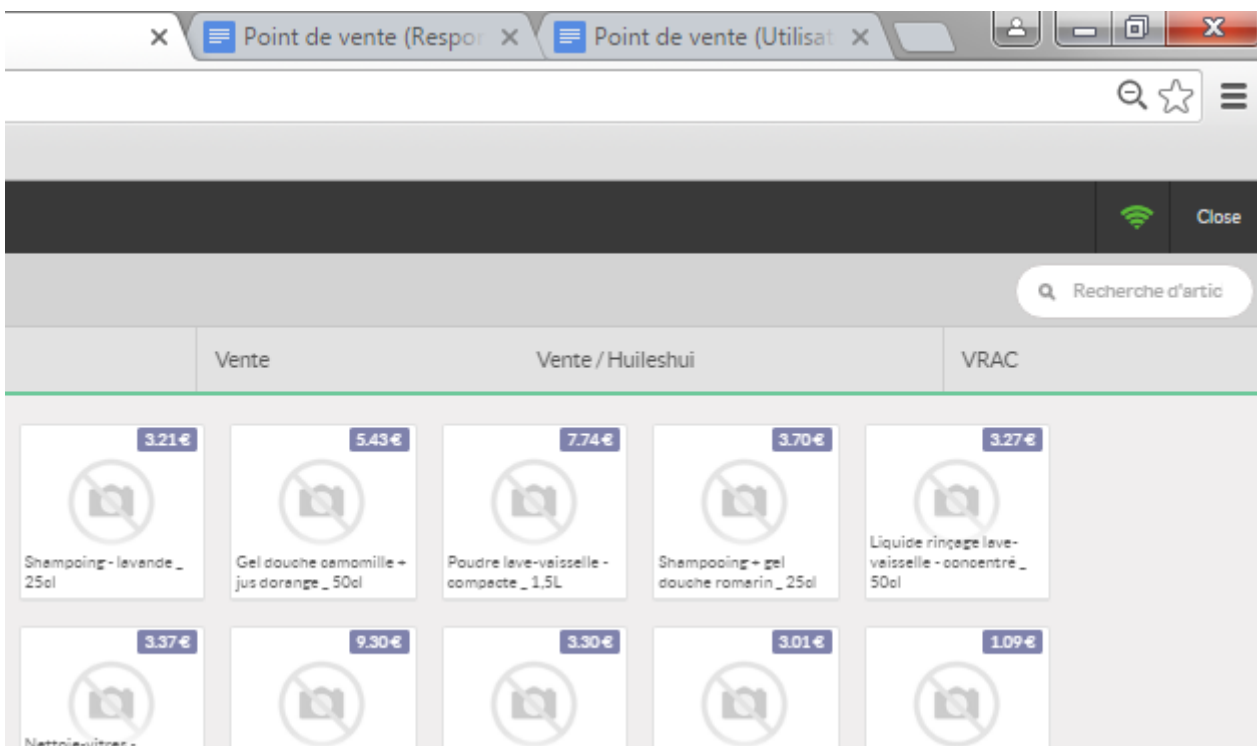 Point de vente (Respor
Point de vente (Utilisat
Close
Recherche d'artic
Vente
Vente / Huileshui
VRAC
3.21 €
5.43 €
7.74 €
3.70 €
3.27 €
Shampoing - lavande _
25cl
Gel douche camomille +
jus dorange _ 50cl
Poudre lave-vaisselle -
compacte _ 1,5L
Shampooing + gel
douche romarin _ 25cl
Liquide rinçage lave-
vaisselle - concentré _
50cl
3.37 €
9.30 €
3.30 €
3.01 €
1.09 €
Nettoie-vitres -